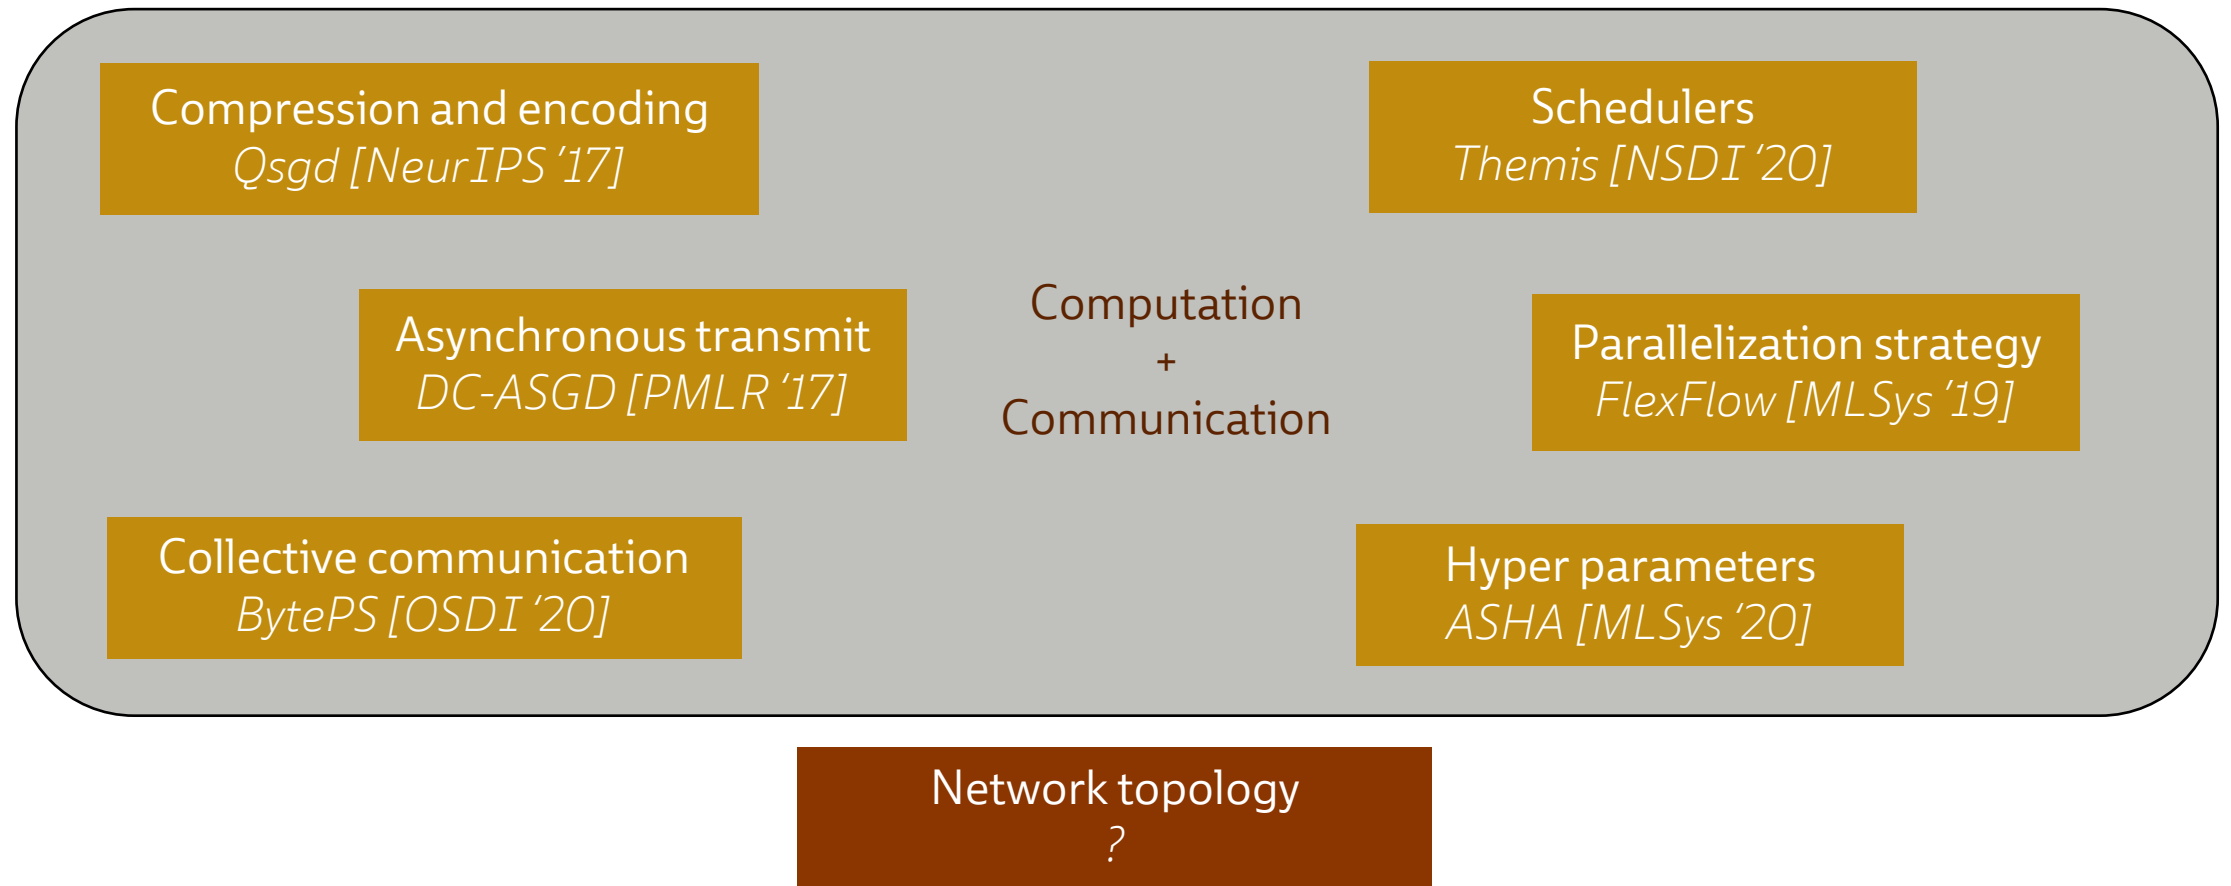 Compression and encoding
Qsgd [NeurIPS ’17]
Schedulers
Themis [NSDI ‘20]
Asynchronous transmit
DC-ASGD [PMLR ‘17]
Computation
+
Communication
Parallelization strategy
FlexFlow [MLSys ’19]
Collective communication
BytePS [OSDI ‘20]
Hyper parameters
ASHA [MLSys ‘20]
Network topology
?